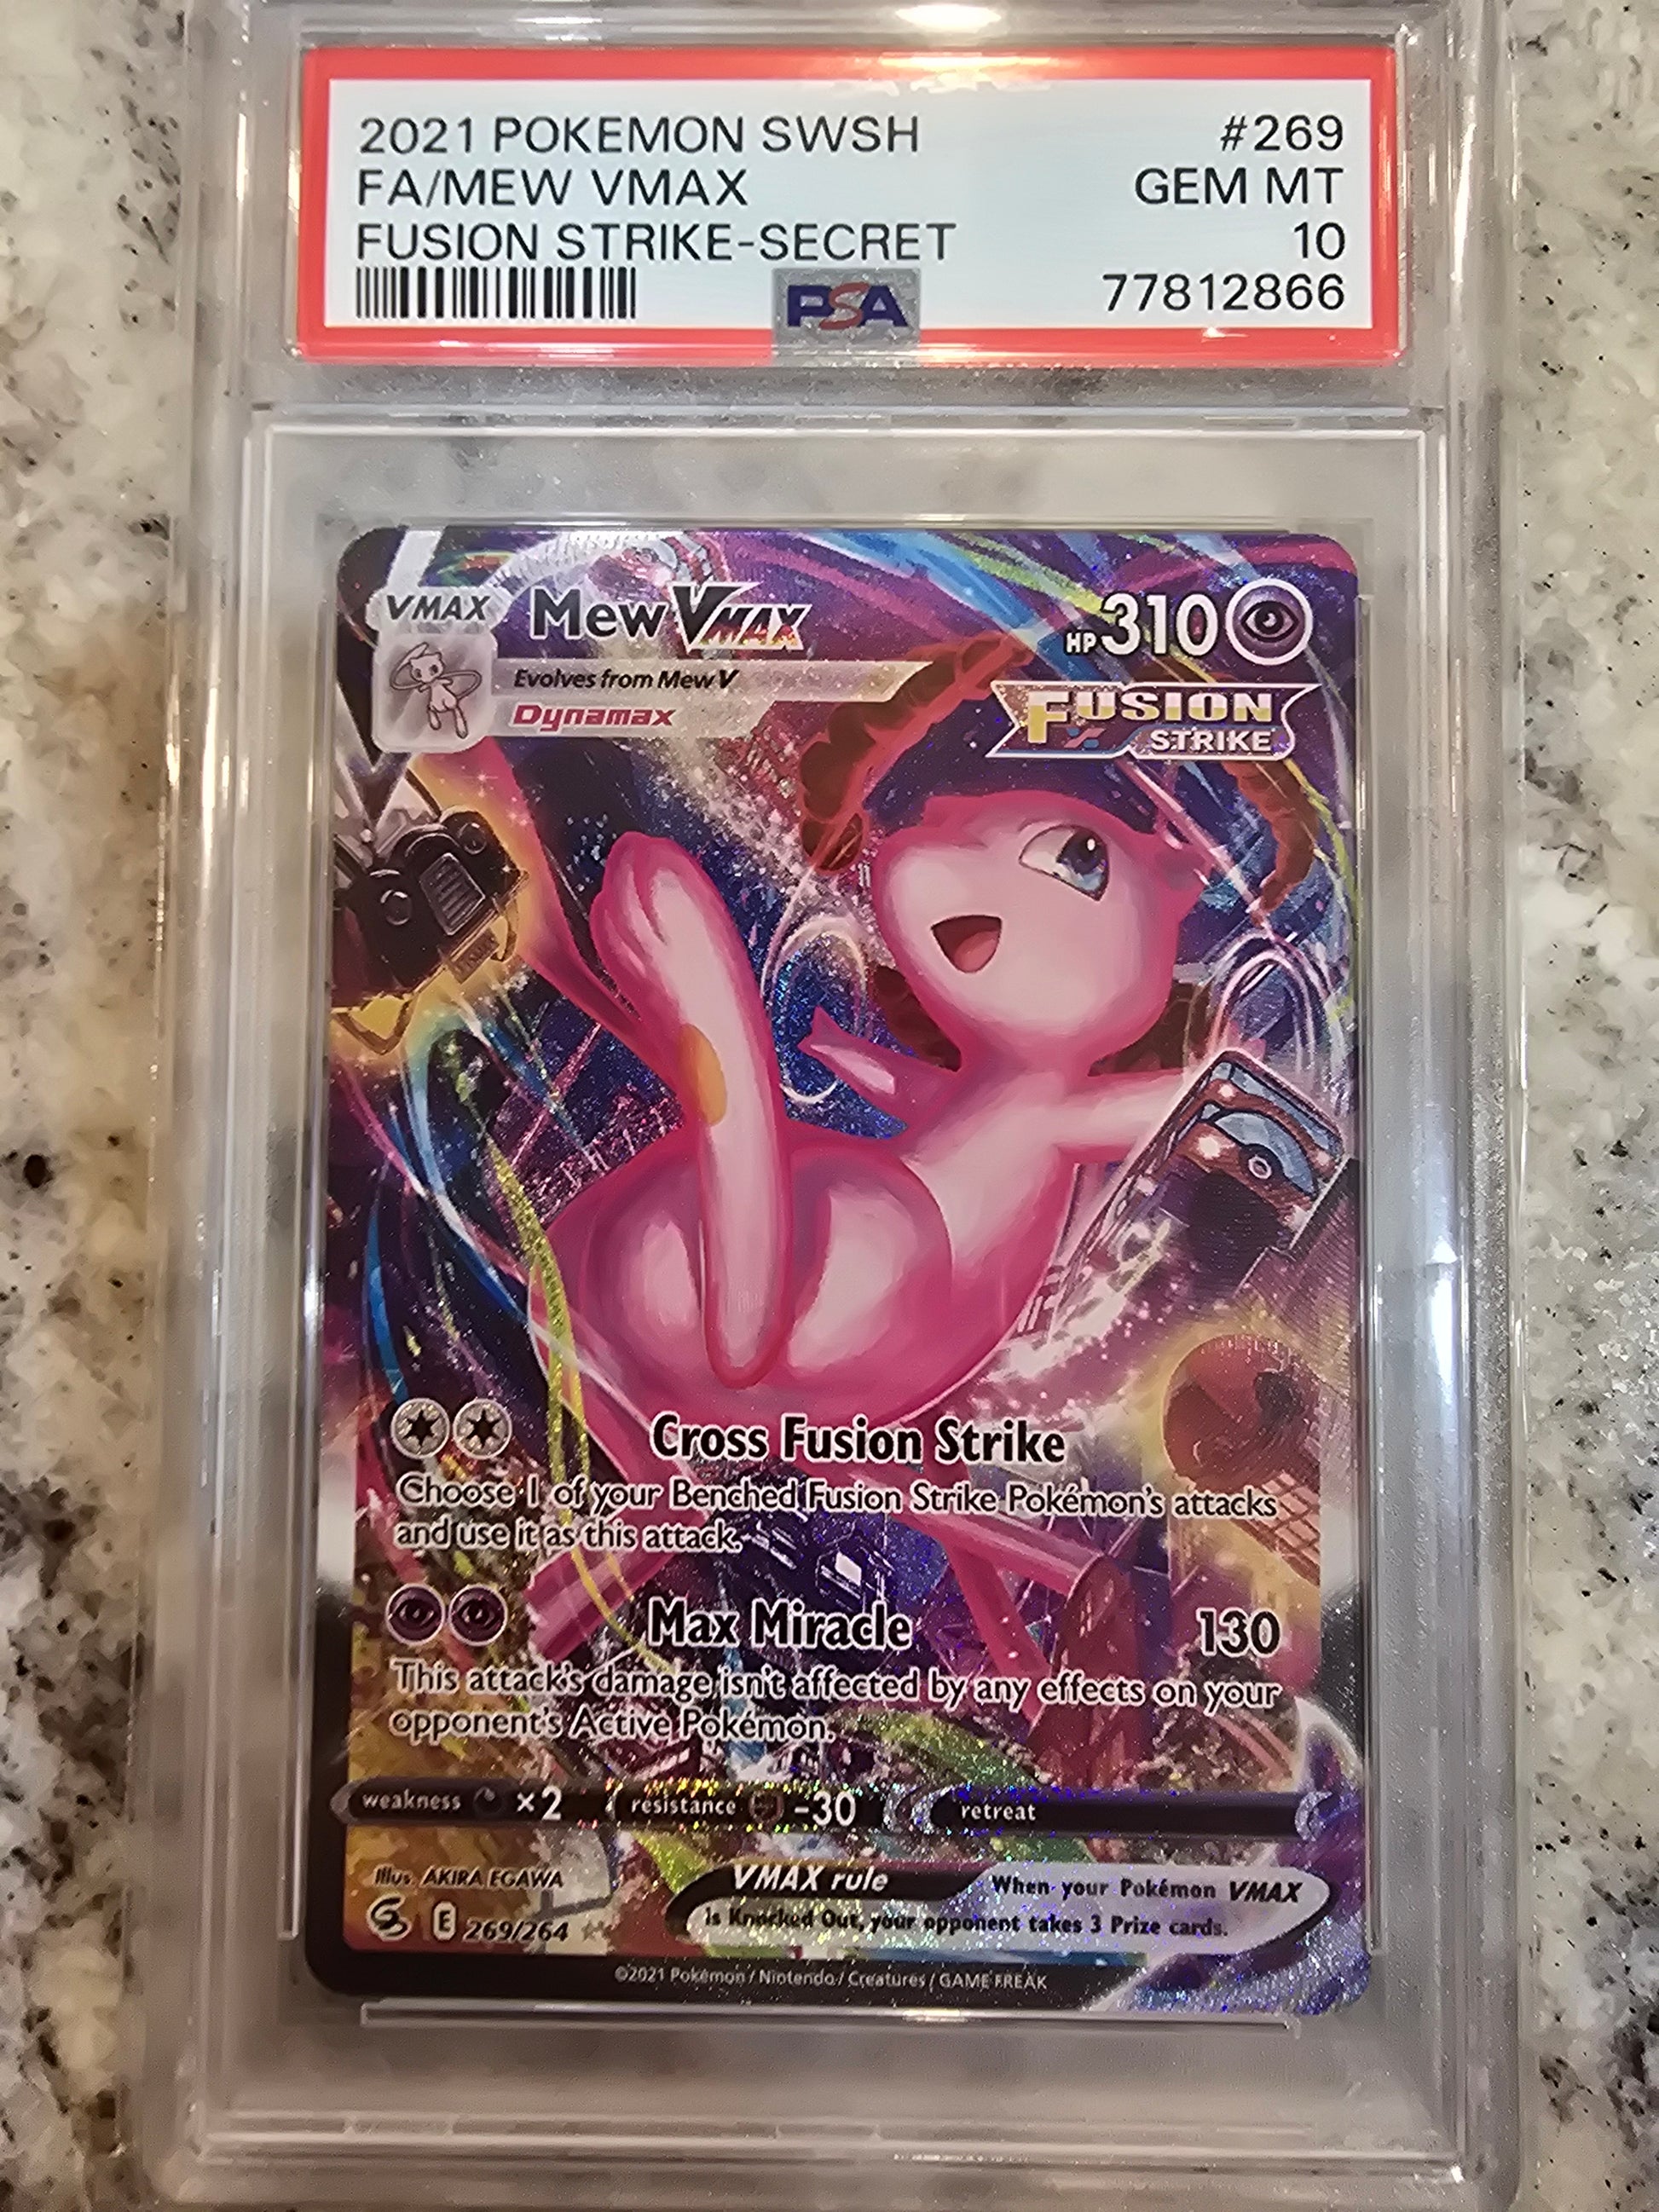 2021 POKEMON SWSH #269
FA/MEW VMAX GEM MT
FUSION STRIKE-SECRET 10
PSA 77812866
VMAX Mew VMAX HP 310
Evolves from Mew V
Dynamax
FUSION
STRIKE
Cross Fusion Strike
Choose 1 of your Benched Fusion Strike Pokémon's attacks
and use it as this attack.
Max Miracle 130
This attack's damage isn't affected by any effects on your
opponent's Active Pokémon.
weakness ×2 resistance -30 retreat
Illus. AKIRA EGAWA
VMAX rule When your Pokémon VMAX
is Knocked Out, your opponent takes 3 Prize cards.
E 269/264
©2021 Pokémon / Nintendo / Creatures / GAME FREAK